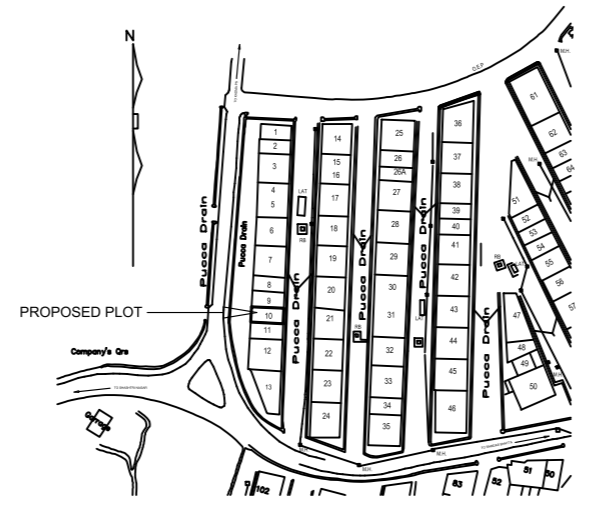 N
O.E.P
M.H.
61
62
63
64
M.H.
1
2
3
4
5
6
7
8
9
10
11
12
13
14
15
16
17
18
19
20
21
22
23
24
25
26
26A
27
28
29
30
31
32
33
34
35
36
37
38
39
40
41
42
43
44
45
46
47
48
49
50
51
52
53
54
55
56
57
LAT
RB
RB
LAT
RB
LAT
Pucca Drain
Pucca Drain
Pucca Drain
Pucca Drain
Pucca Drain
Pucca Drain
PROPOSED PLOT
Company's Qrs
Garage
M.H.
M.H.
M.H.
M.H.
102
83
52
51
50